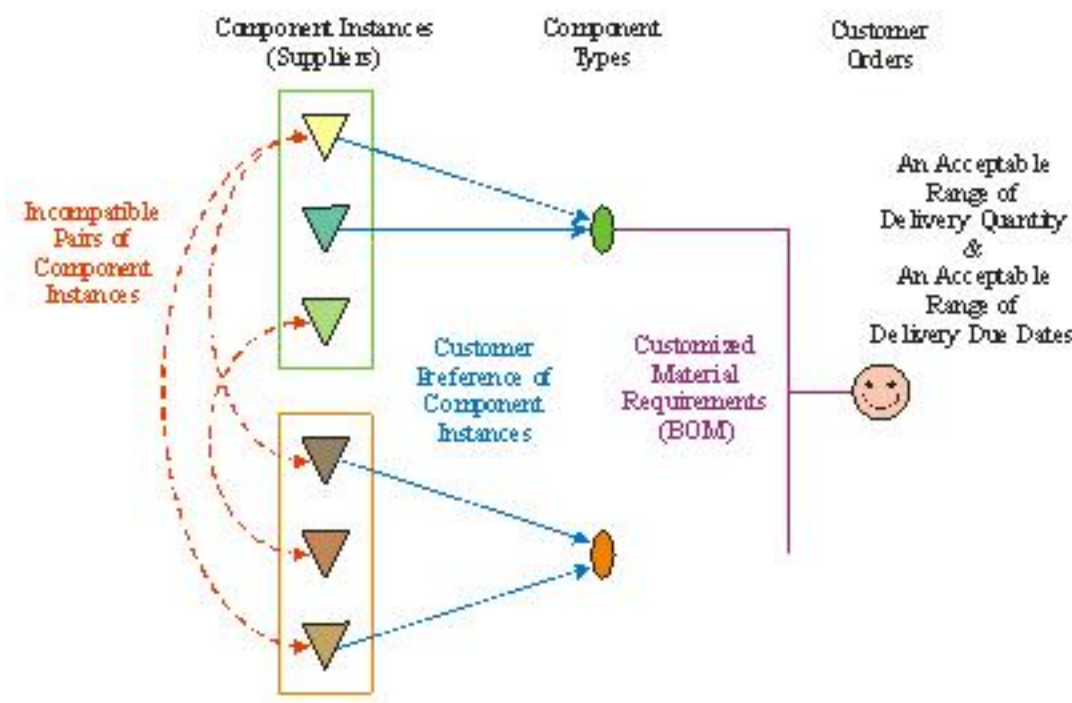 Component Instances
(Suppliers)
Component
Types
Customer
Orders
An Acceptable
Range of
Delivery Quantity
&
An Acceptable
Range of
Delivery Due Dates
Incompatible
Pairs of
Component
Instances
Customer
Preference of
Component
Instances
Customized
Material
Requirements
(BOM)